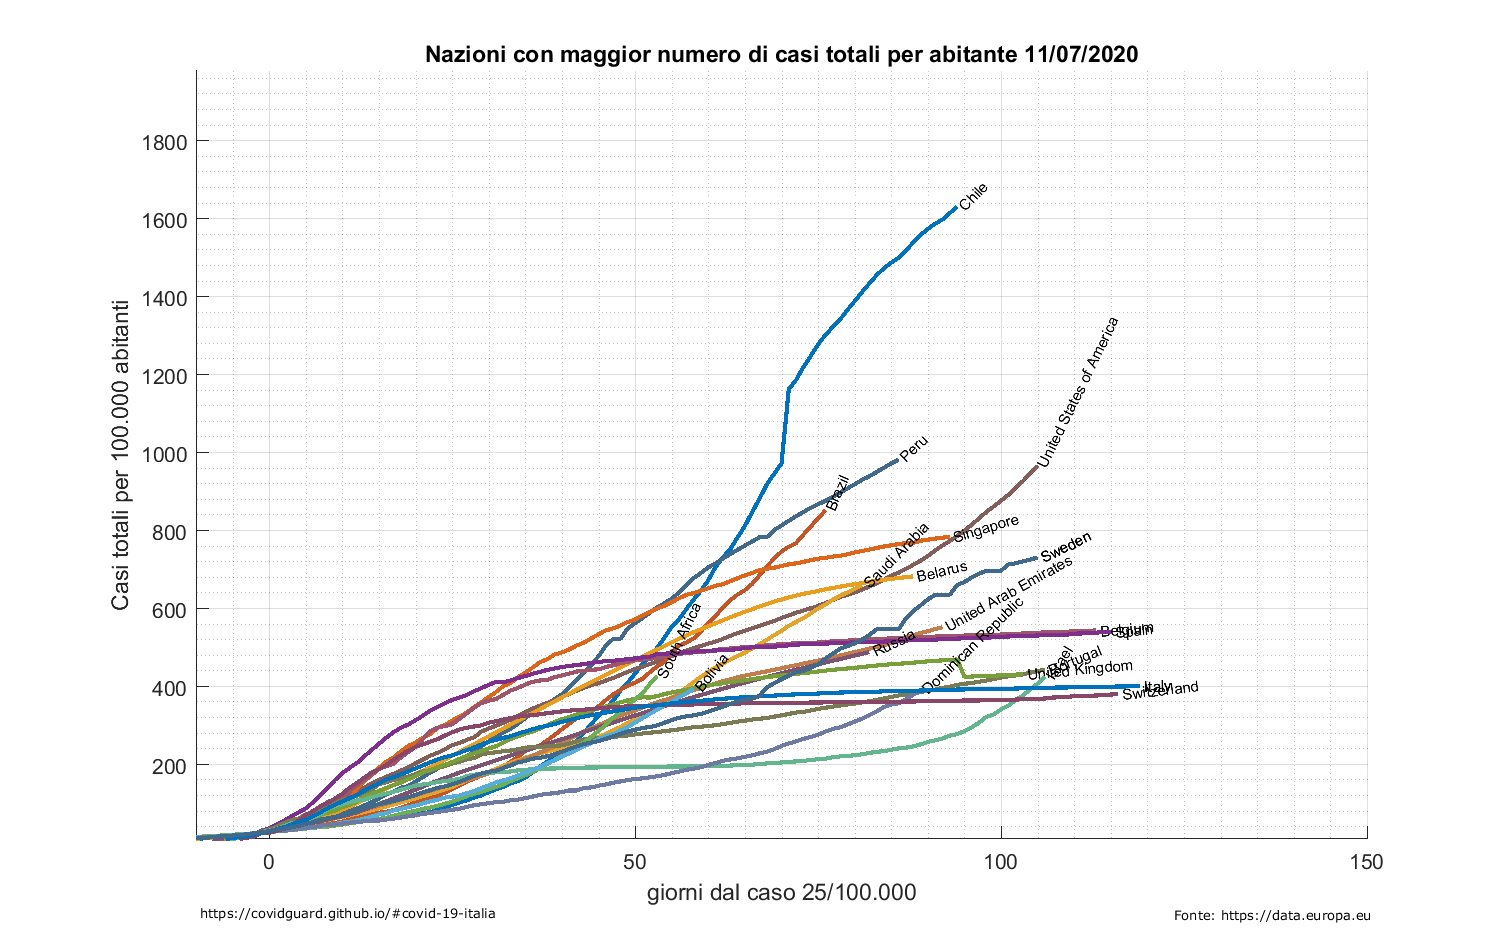 Nazioni con maggior numero di casi totali per abitante 11/07/2020
Casi totali per 100.000 abitanti
1800
1600
1400
1200
1000
800
600
400
200
Chile
United States of America
Peru
Brazil
Singapore
Saudi Arabia
Sweden
Belarus
United Arab Emirates
South Africa
Russia
Belgium
Spain
Bolivia
Dominican Republic
Israel
Portugal
United Kingdom
Italy
Switzerland
0
50
100
150
giorni dal caso 25/100.000
https://covidguard.github.io/#covid-19-italia
Fonte: https://data.europa.eu